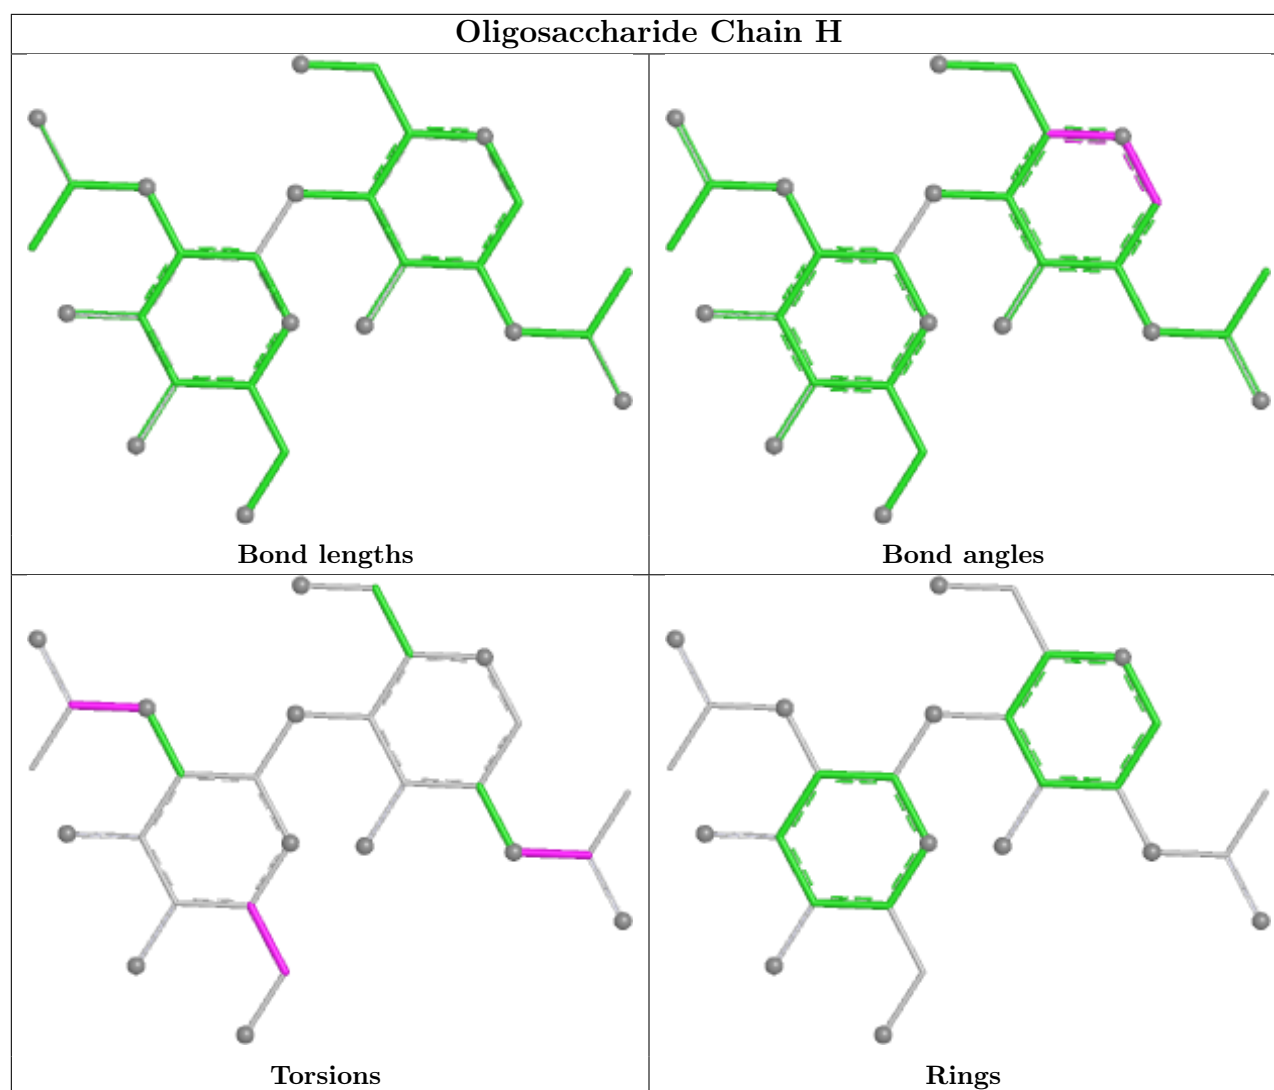 Oligosaccharide Chain H
Bond lengths
Bond angles
Torsions
Rings